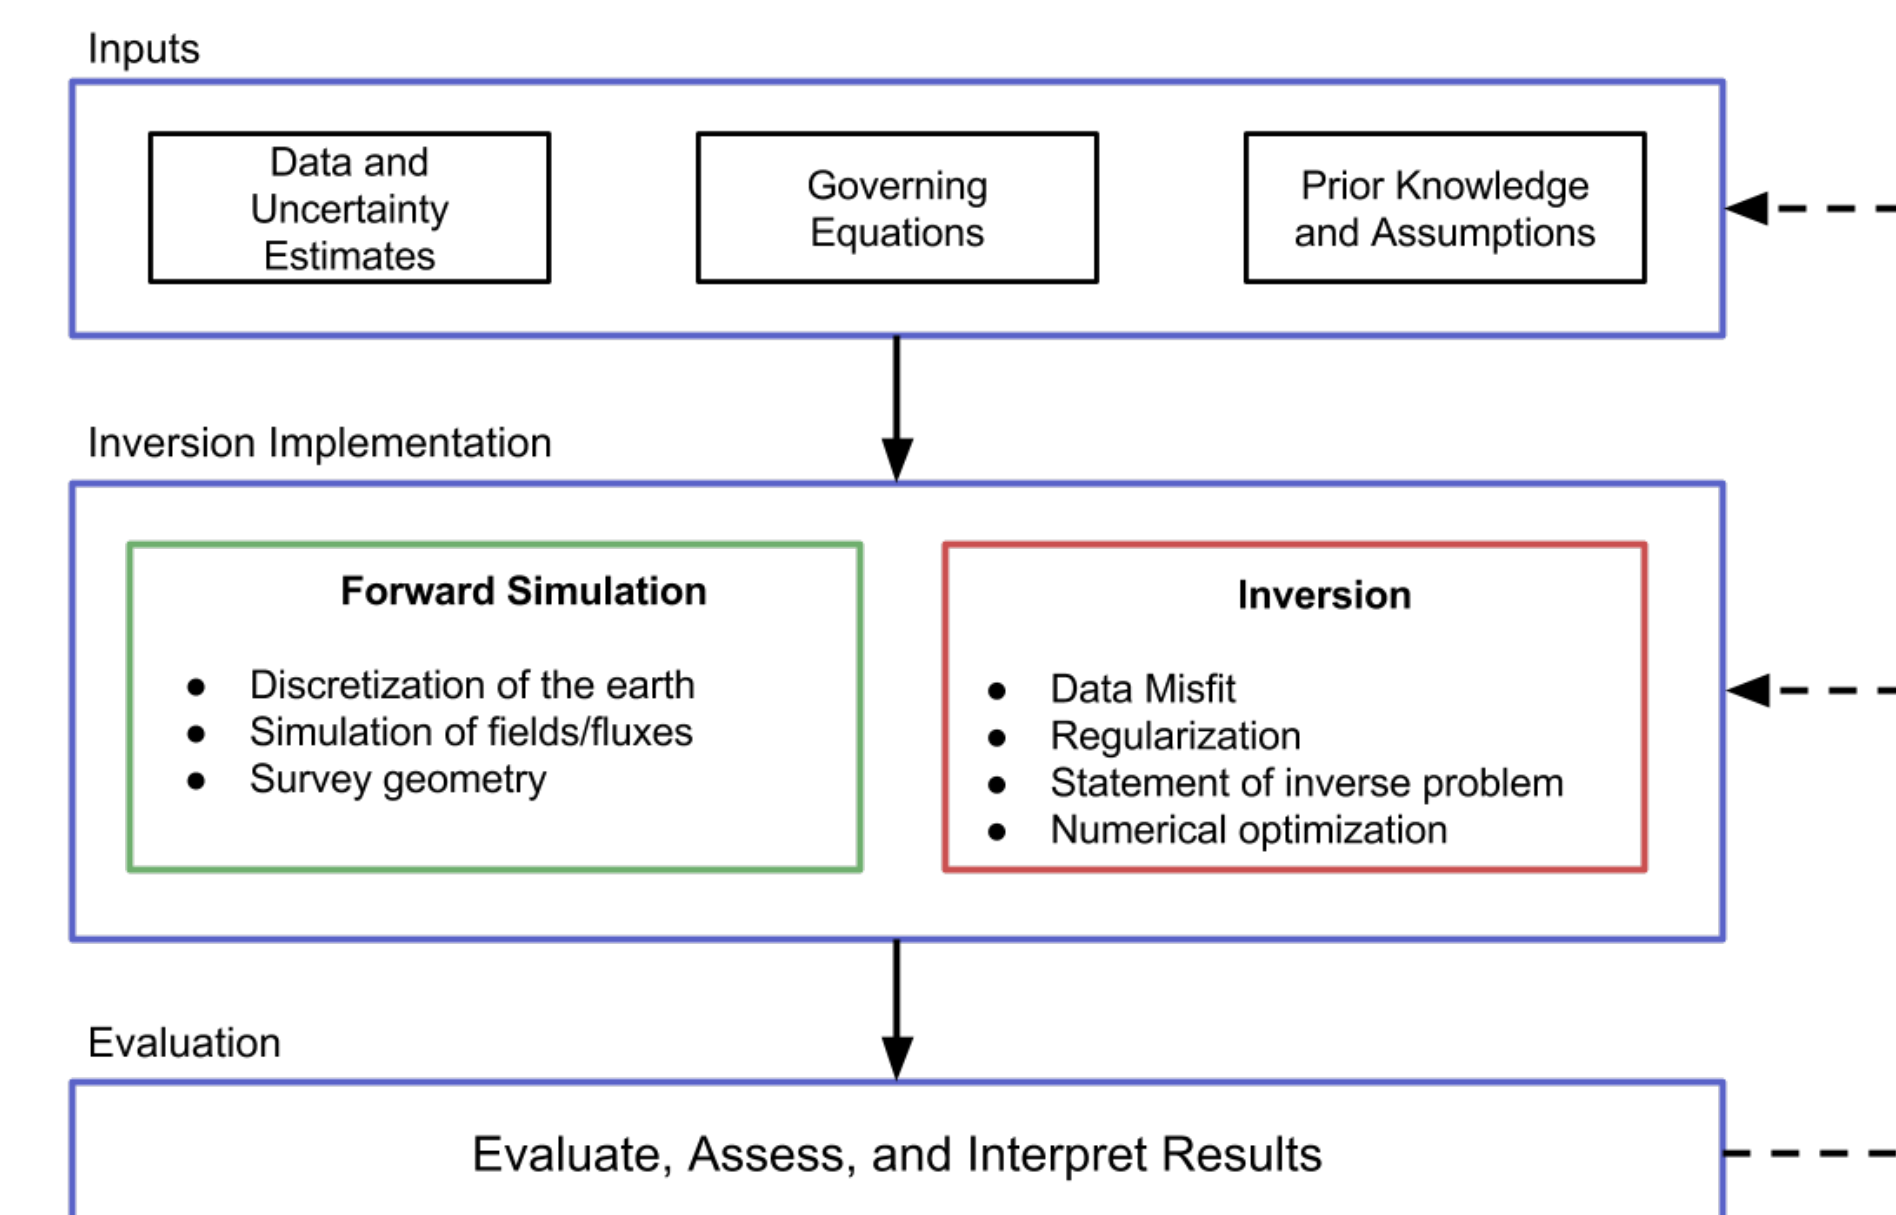 Inputs
Data and
Uncertainty
Estimates
Governing
Equations
Prior Knowledge
and Assumptions
Inversion Implementation
Forward Simulation
● Discretization of the earth
● Simulation of fields/fluxes
● Survey geometry
Inversion
● Data Misfit
● Regularization
● Statement of inverse problem
● Numerical optimization
Evaluation
Evaluate, Assess, and Interpret Results